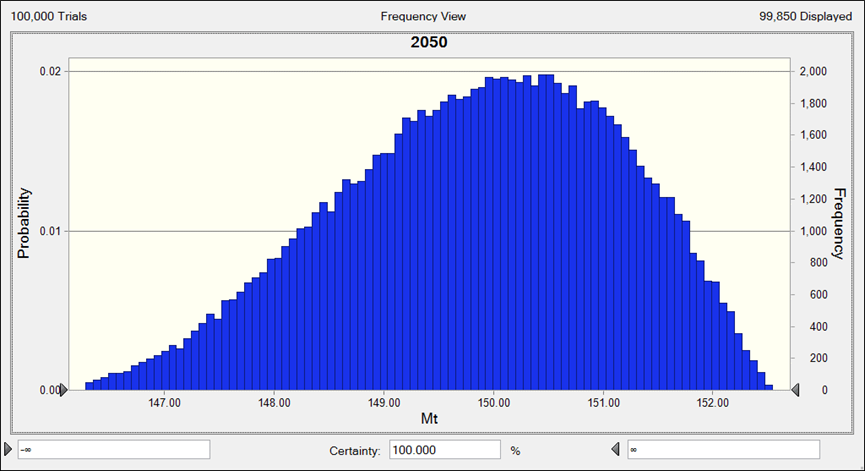 100,000 Trials Frequency View 99,850 Displayed
2050
0.02 2,000
1,800
1,600
1,400
1,200
0.01 1,000
800
600
400
200
0.00 0
Probability
Frequency
147.00 148.00 149.00 150.00 151.00 152.00
Mt
-∞ Certainty: 100.000 % ∞